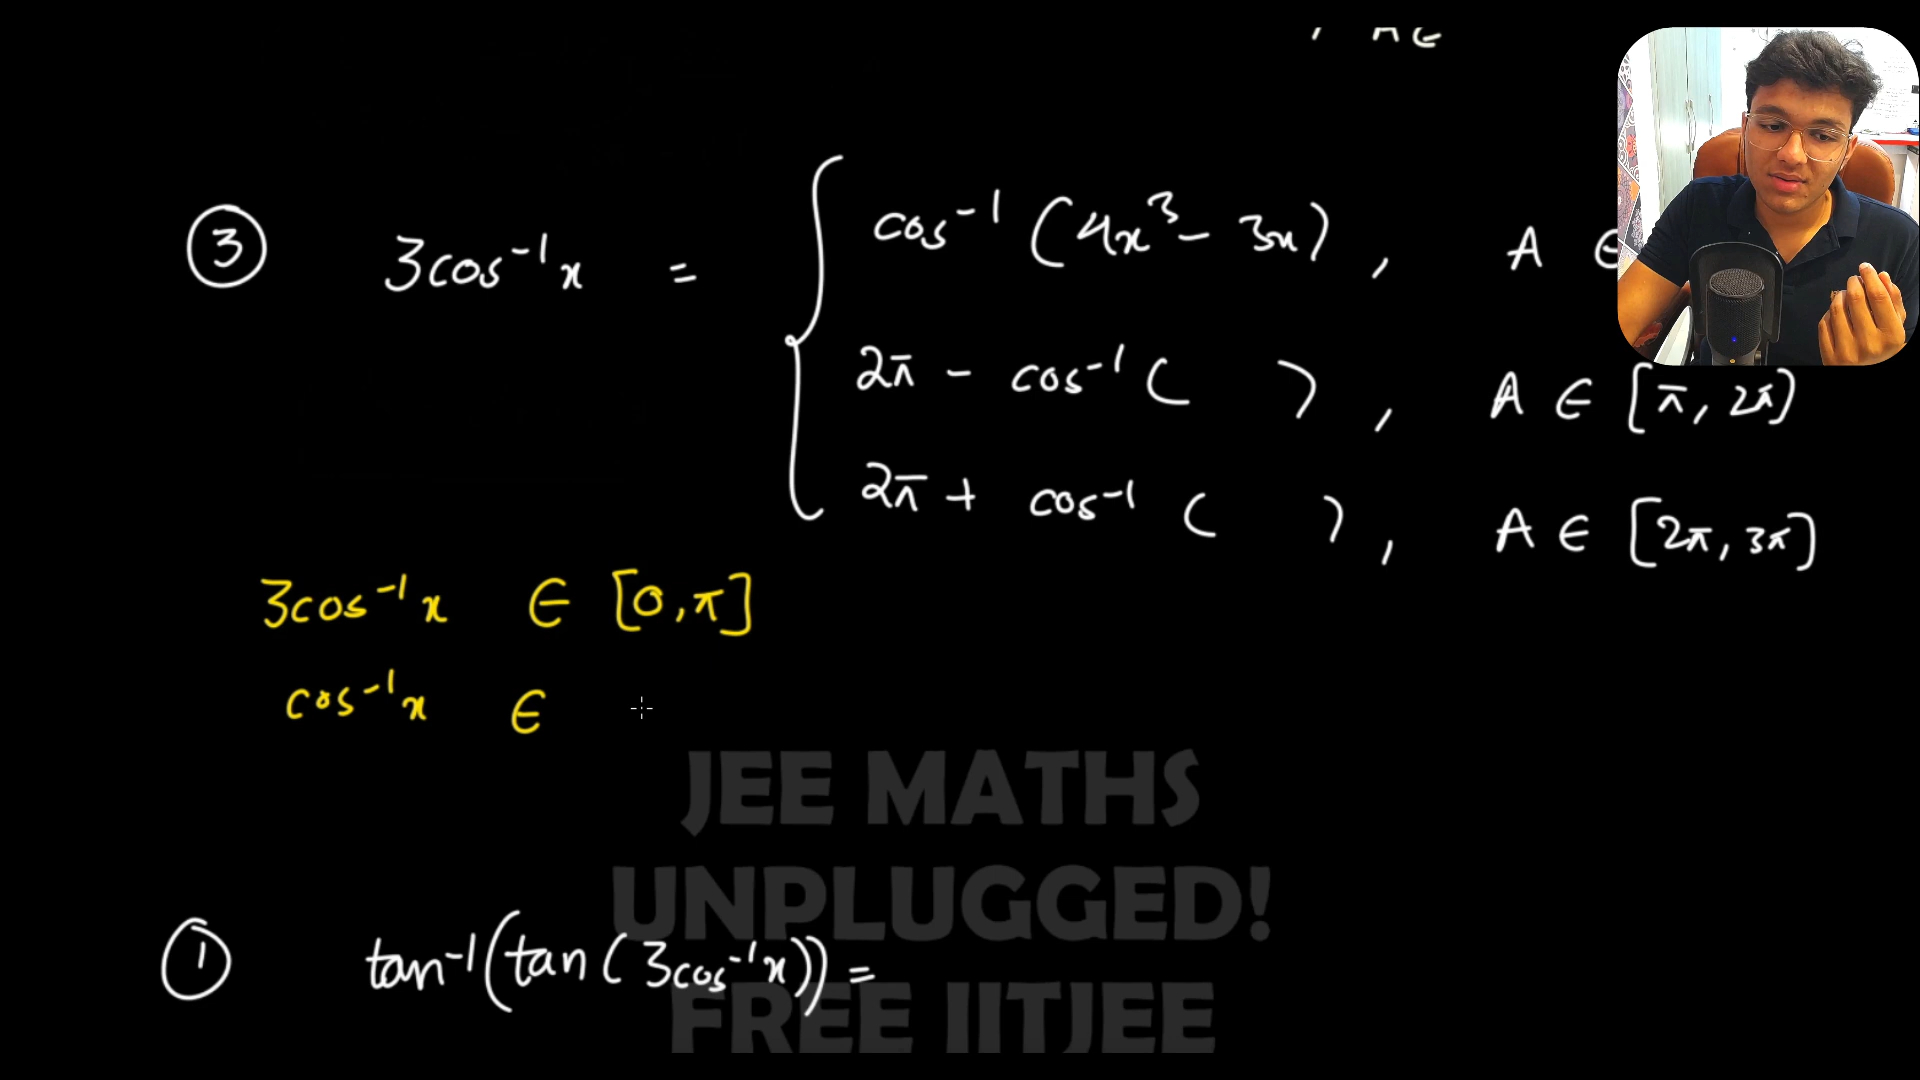 , A ∈
③ 3cos⁻¹x = { cos⁻¹(4x³ - 3x), A ∈
2π - cos⁻¹( ), A ∈ [π, 2π]
2π + cos⁻¹( ), A ∈ [2π, 3π]
3cos⁻¹x ∈ [0, π]
cos⁻¹x ∈
JEE MATHS
UNPLUGGED!
① tan⁻¹(tan(3cos⁻¹x)) =
FREE IITJEE